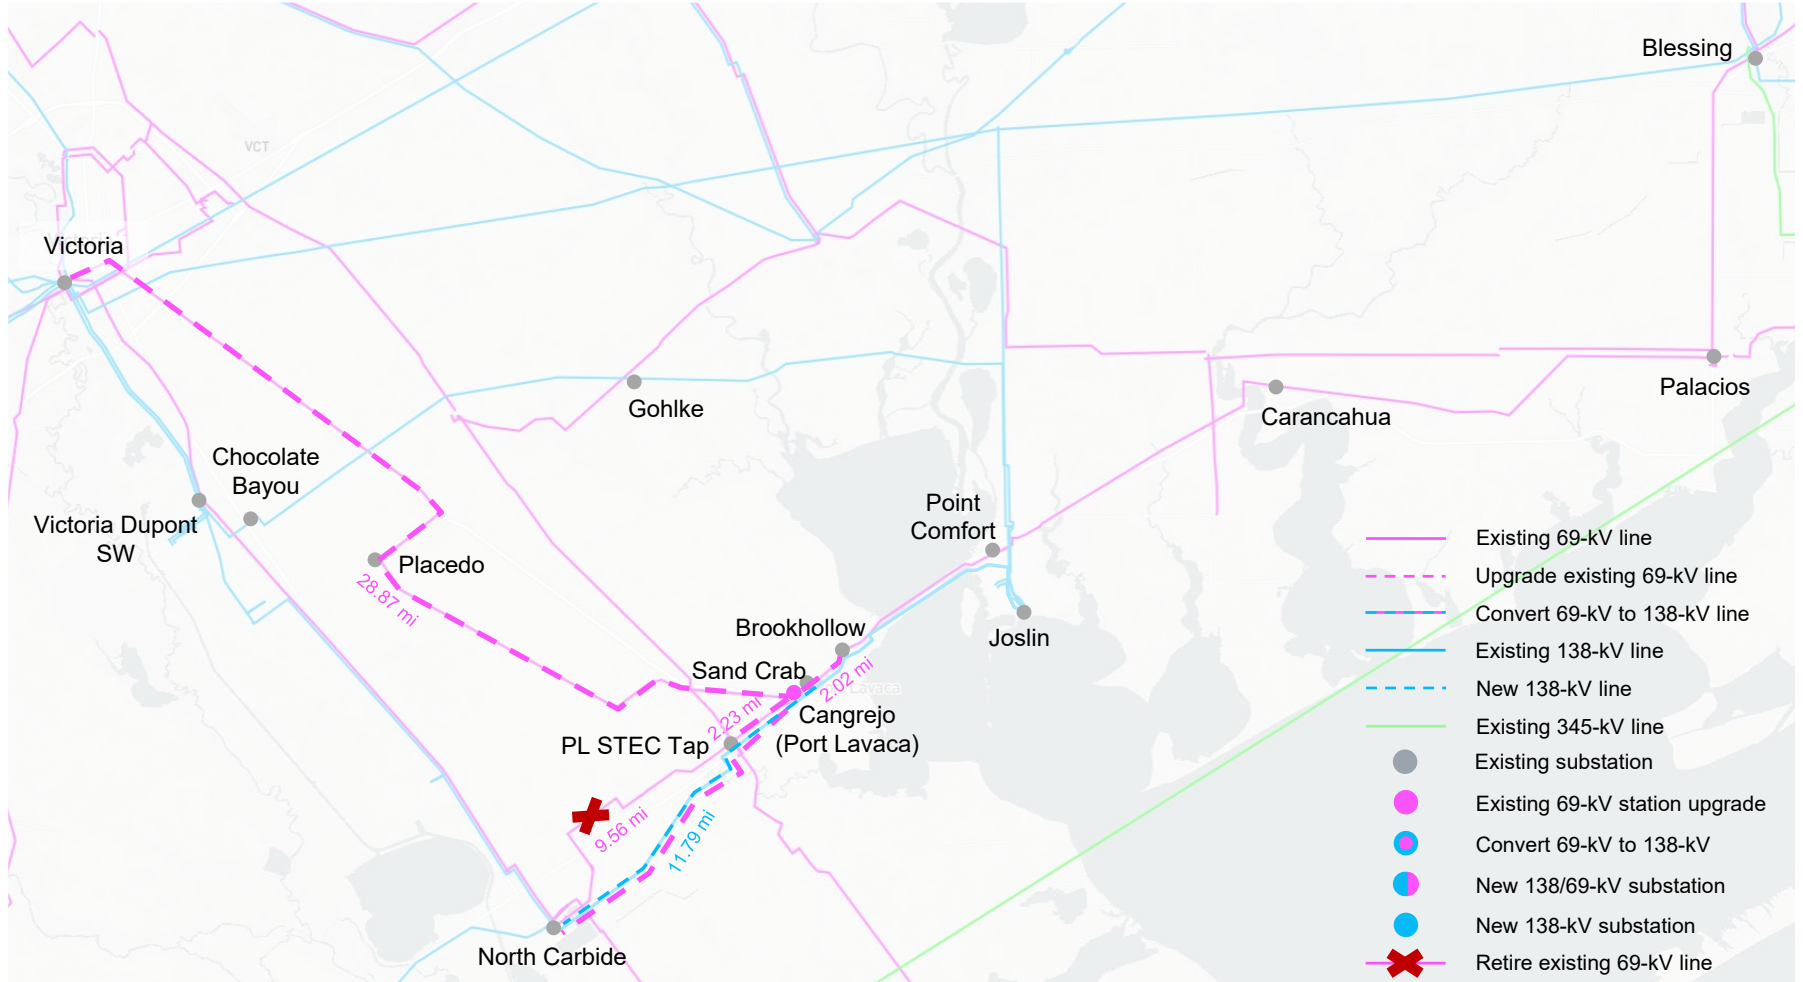 Blessing
VCT
Victoria
Gohlke
Palacios
Carancahua
Chocolate
Bayou
Point
Comfort
Victoria Dupont
SW
Placedo
28.87 mi
Brookhollow
Joslin
Sand Crab
2.02 mi
Lavaca
2.23 mi
Cangrejo
(Port Lavaca)
PL STEC Tap
9.56 mi
11.79 mi
North Carbide
Existing 69-kV line
Upgrade existing 69-kV line
Convert 69-kV to 138-kV line
Existing 138-kV line
New 138-kV line
Existing 345-kV line
Existing substation
Existing 69-kV station upgrade
Convert 69-kV to 138-kV
New 138/69-kV substation
New 138-kV substation
Retire existing 69-kV line